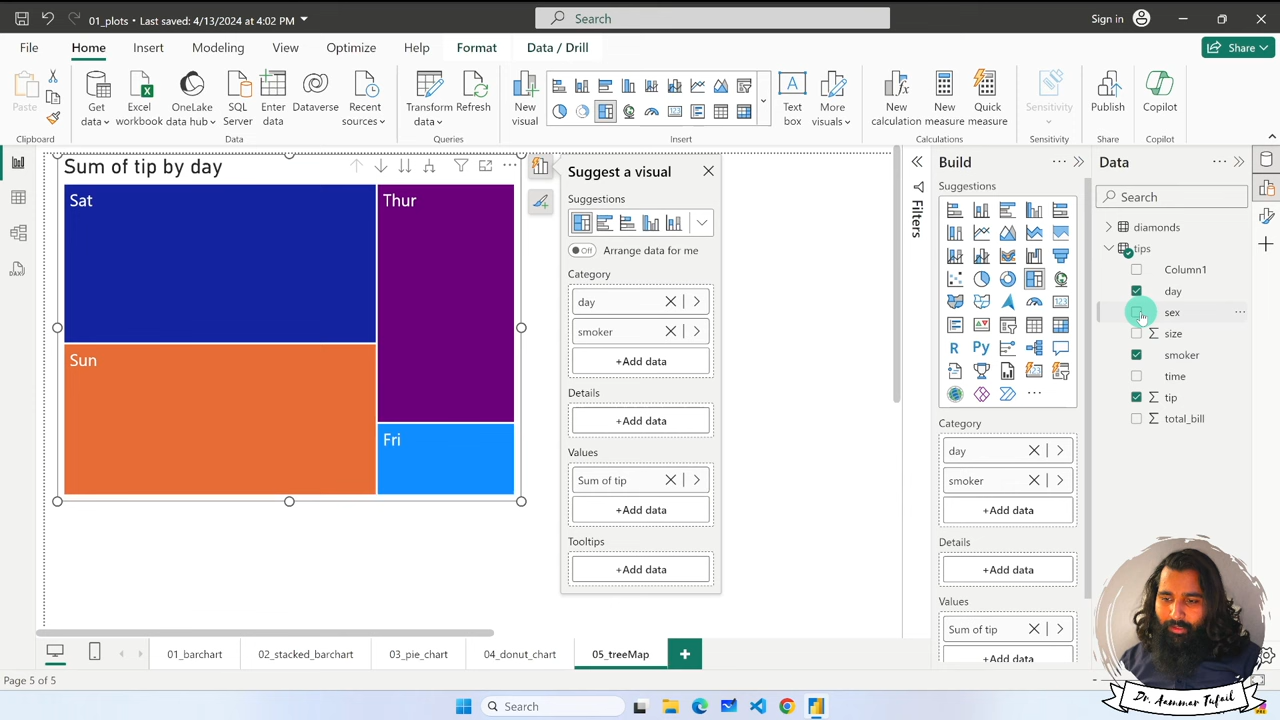 01_plots • Last saved: 4/13/2024 at 4:02 PM
Search
Sign in
File
Home
Insert
Modeling
View
Optimize
Help
Format
Data / Drill
Share
Paste
Get data
Excel workbook
OneLake data hub
SQL Server
Enter data
Dataverse
Recent sources
Transform data
Refresh
New visual
Text box
More visuals
New calculation
New measure
Quick measure
Sensitivity
Publish
Copilot
Clipboard
Data
Queries
Insert
Calculations
Sensitivity
Share
Copilot
Sum of tip by day
Sat
Thur
Sun
Fri
Suggest a visual
Suggestions
Off
Arrange data for me
Category
day
smoker
+Add data
Details
+Add data
Values
Sum of tip
+Add data
Tooltips
+Add data
Filters
Build
Suggestions
123
R
Py
Category
day
smoker
+Add data
Details
+Add data
Values
Sum of tip
+Add data
Data
Search
diamonds
tips
Column1
day
sex
Σ size
smoker
time
Σ tip
Σ total_bill
DAX
01_barchart
02_stacked_barchart
03_pie_chart
04_donut_chart
05_treeMap
Page 5 of 5
Search
Dr. Aammar Tufail